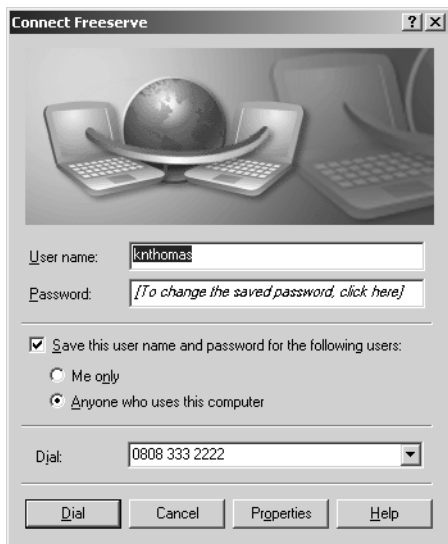 Connect Freeserve
User name: knthomas
Password: [To change the saved password, click here]
Save this user name and password for the following users:
Me only
Anyone who uses this computer
Dial: 0808 333 2222
Dial Cancel Properties Help